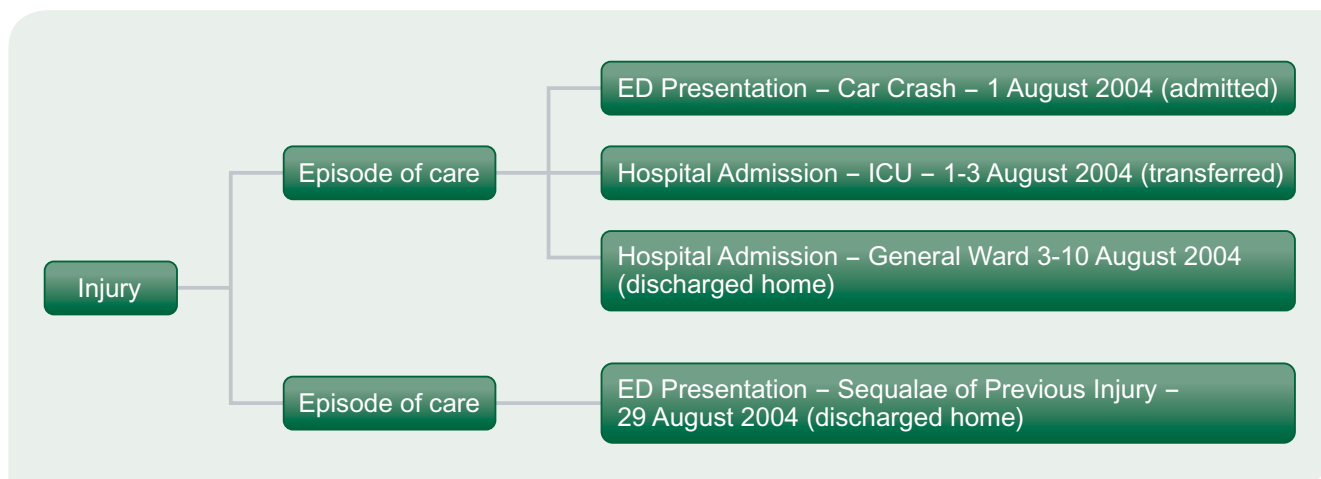 Injury
Episode of care
ED Presentation – Car Crash – 1 August 2004 (admitted)
Hospital Admission – ICU – 1-3 August 2004 (transferred)
Hospital Admission – General Ward 3-10 August 2004
(discharged home)
Episode of care
ED Presentation – Sequalae of Previous Injury –
29 August 2004 (discharged home)